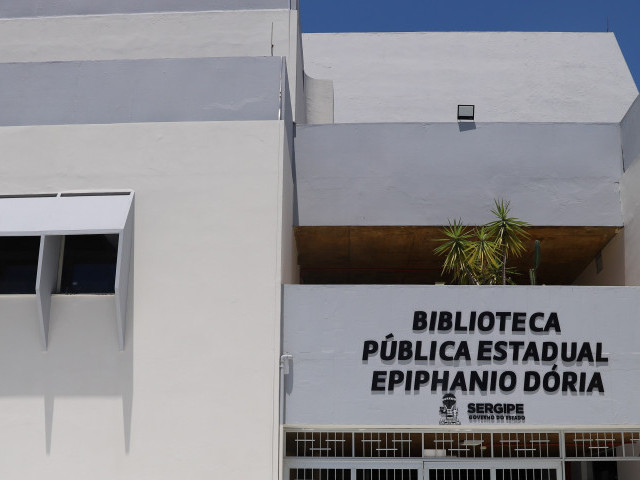 BIBLIOTECA
PÚBLICA ESTADUAL
EPIPHANIO DÓRIA
SERGIPE
GOVERNO DO ESTADO